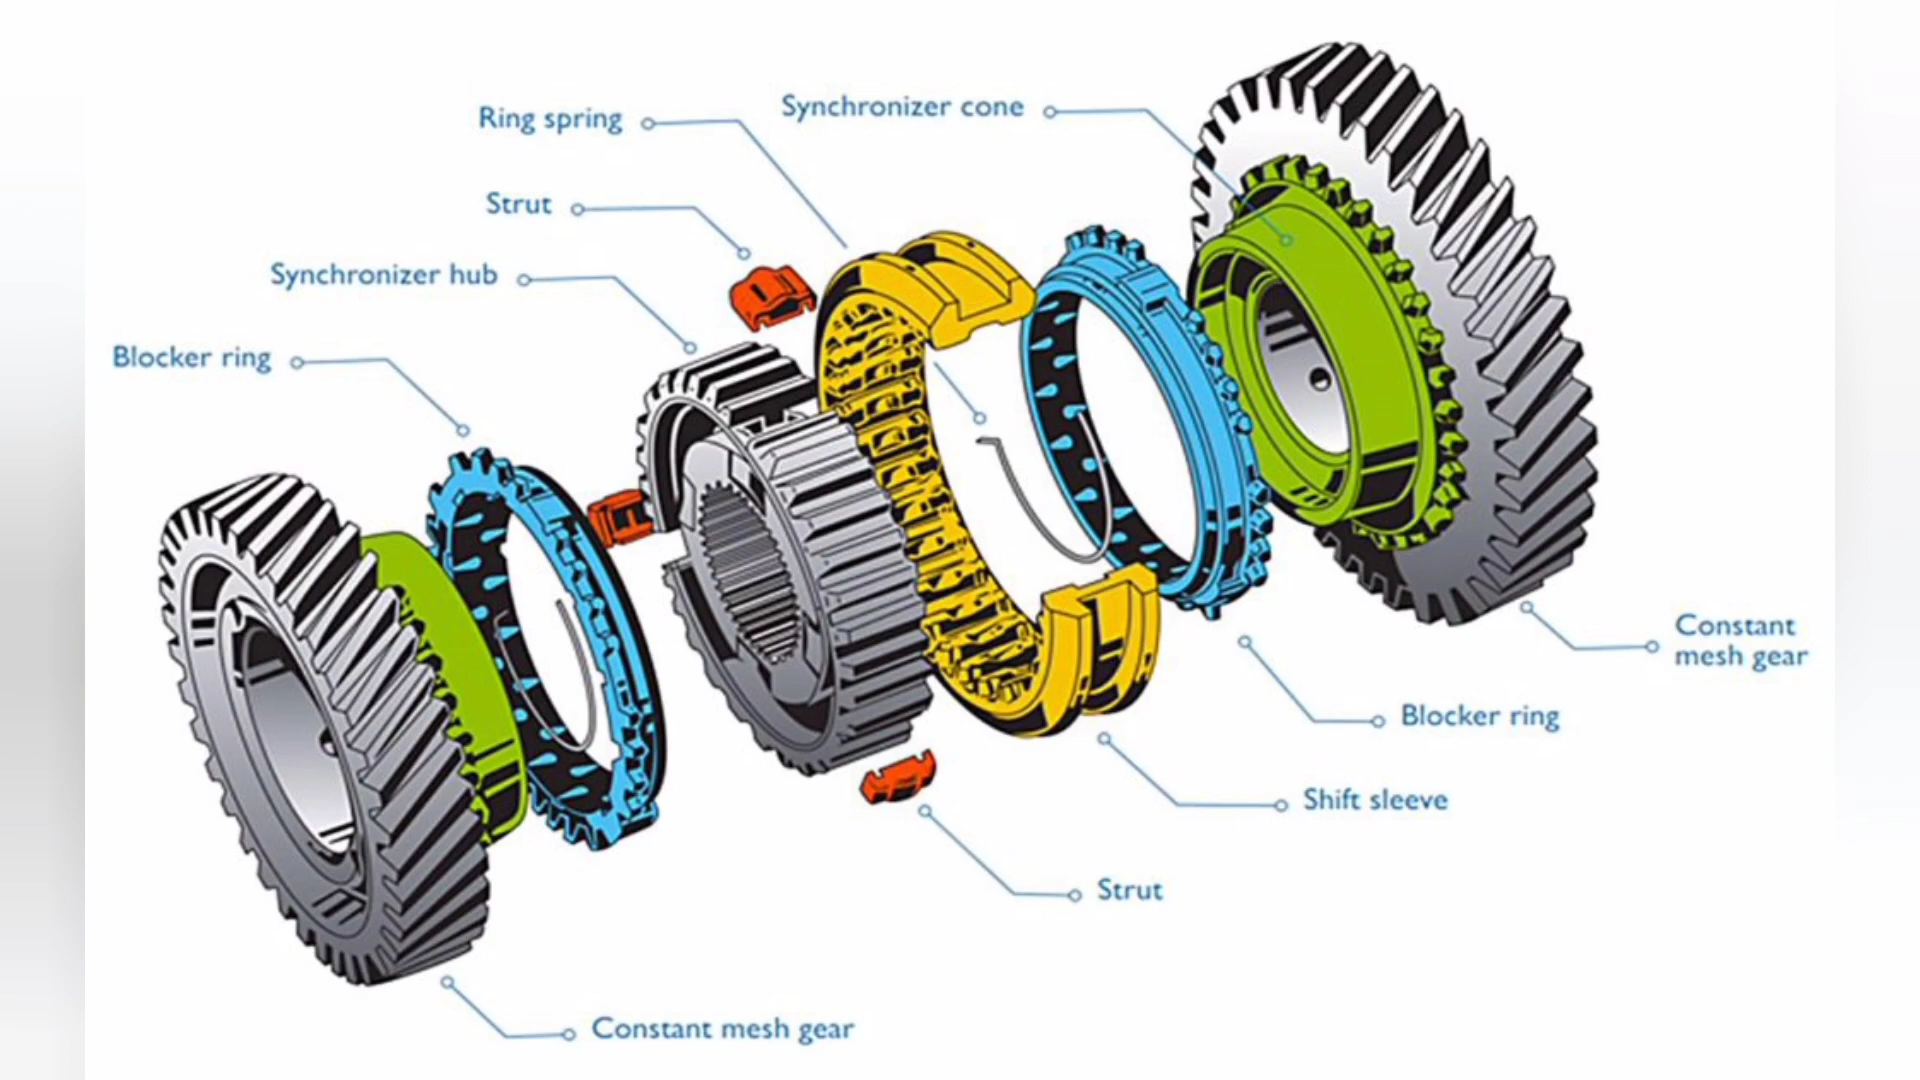 Synchronizer cone
Ring spring
Strut
Synchronizer hub
Blocker ring
Constant
mesh gear
Blocker ring
Shift sleeve
Strut
Constant mesh gear